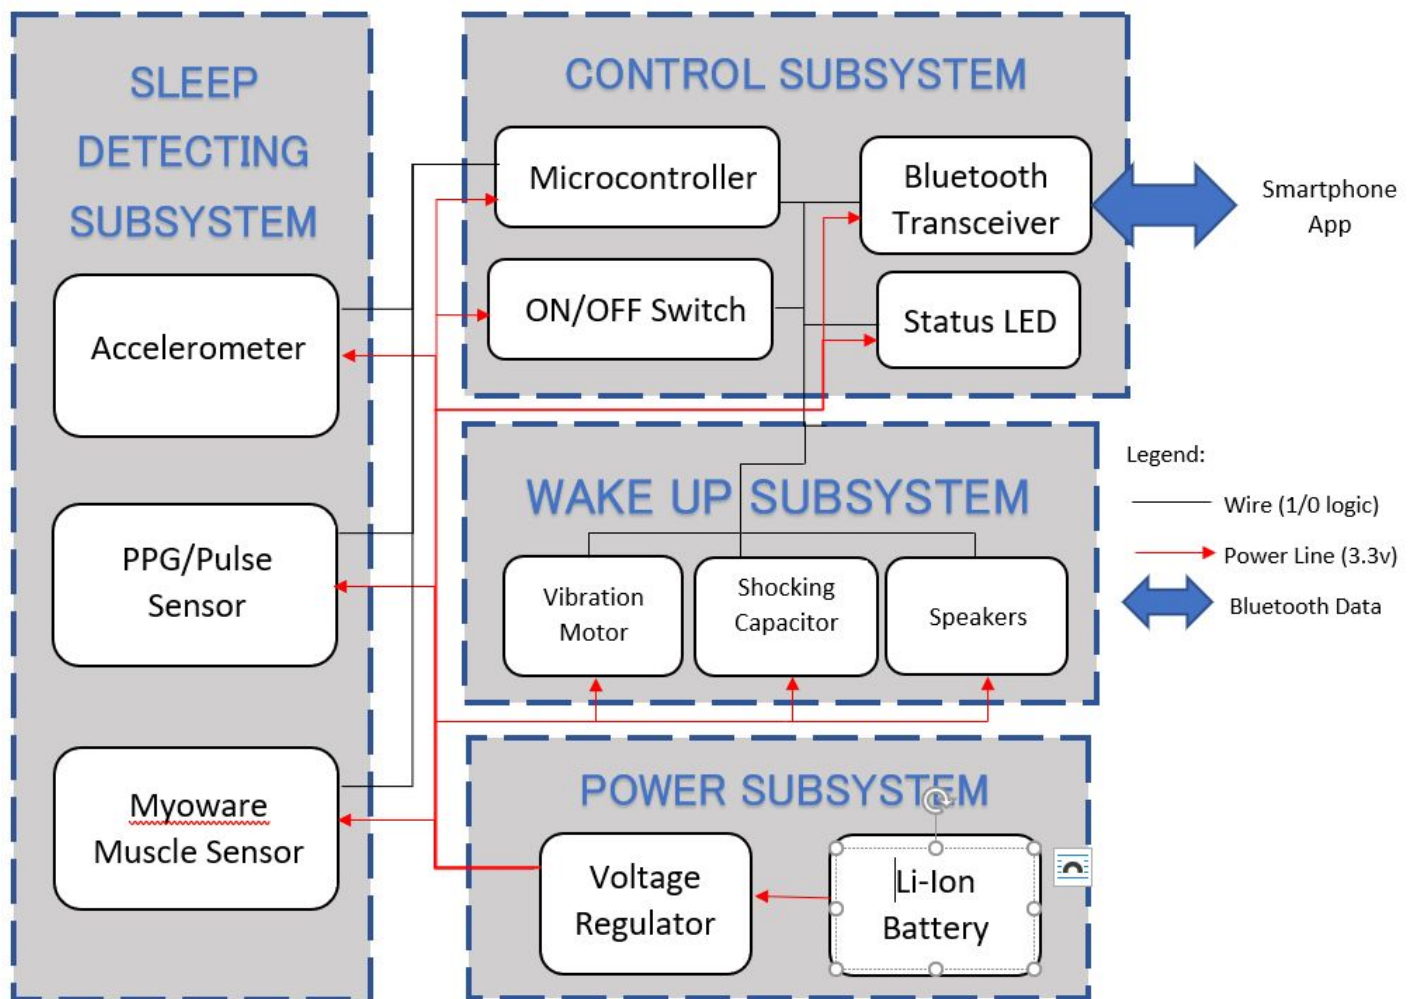 SLEEP
DETECTING
SUBSYSTEM
Accelerometer
PPG/Pulse
Sensor
Myoware
Muscle Sensor
CONTROL SUBSYSTEM
Microcontroller
ON/OFF Switch
Bluetooth
Transceiver
Status LED
Smartphone
App
WAKE UP SUBSYSTEM
Vibration
Motor
Shocking
Capacitor
Speakers
Legend:
Wire (1/0 logic)
Power Line (3.3v)
Bluetooth Data
POWER SUBSYSTEM
Voltage
Regulator
Li-Ion
Battery